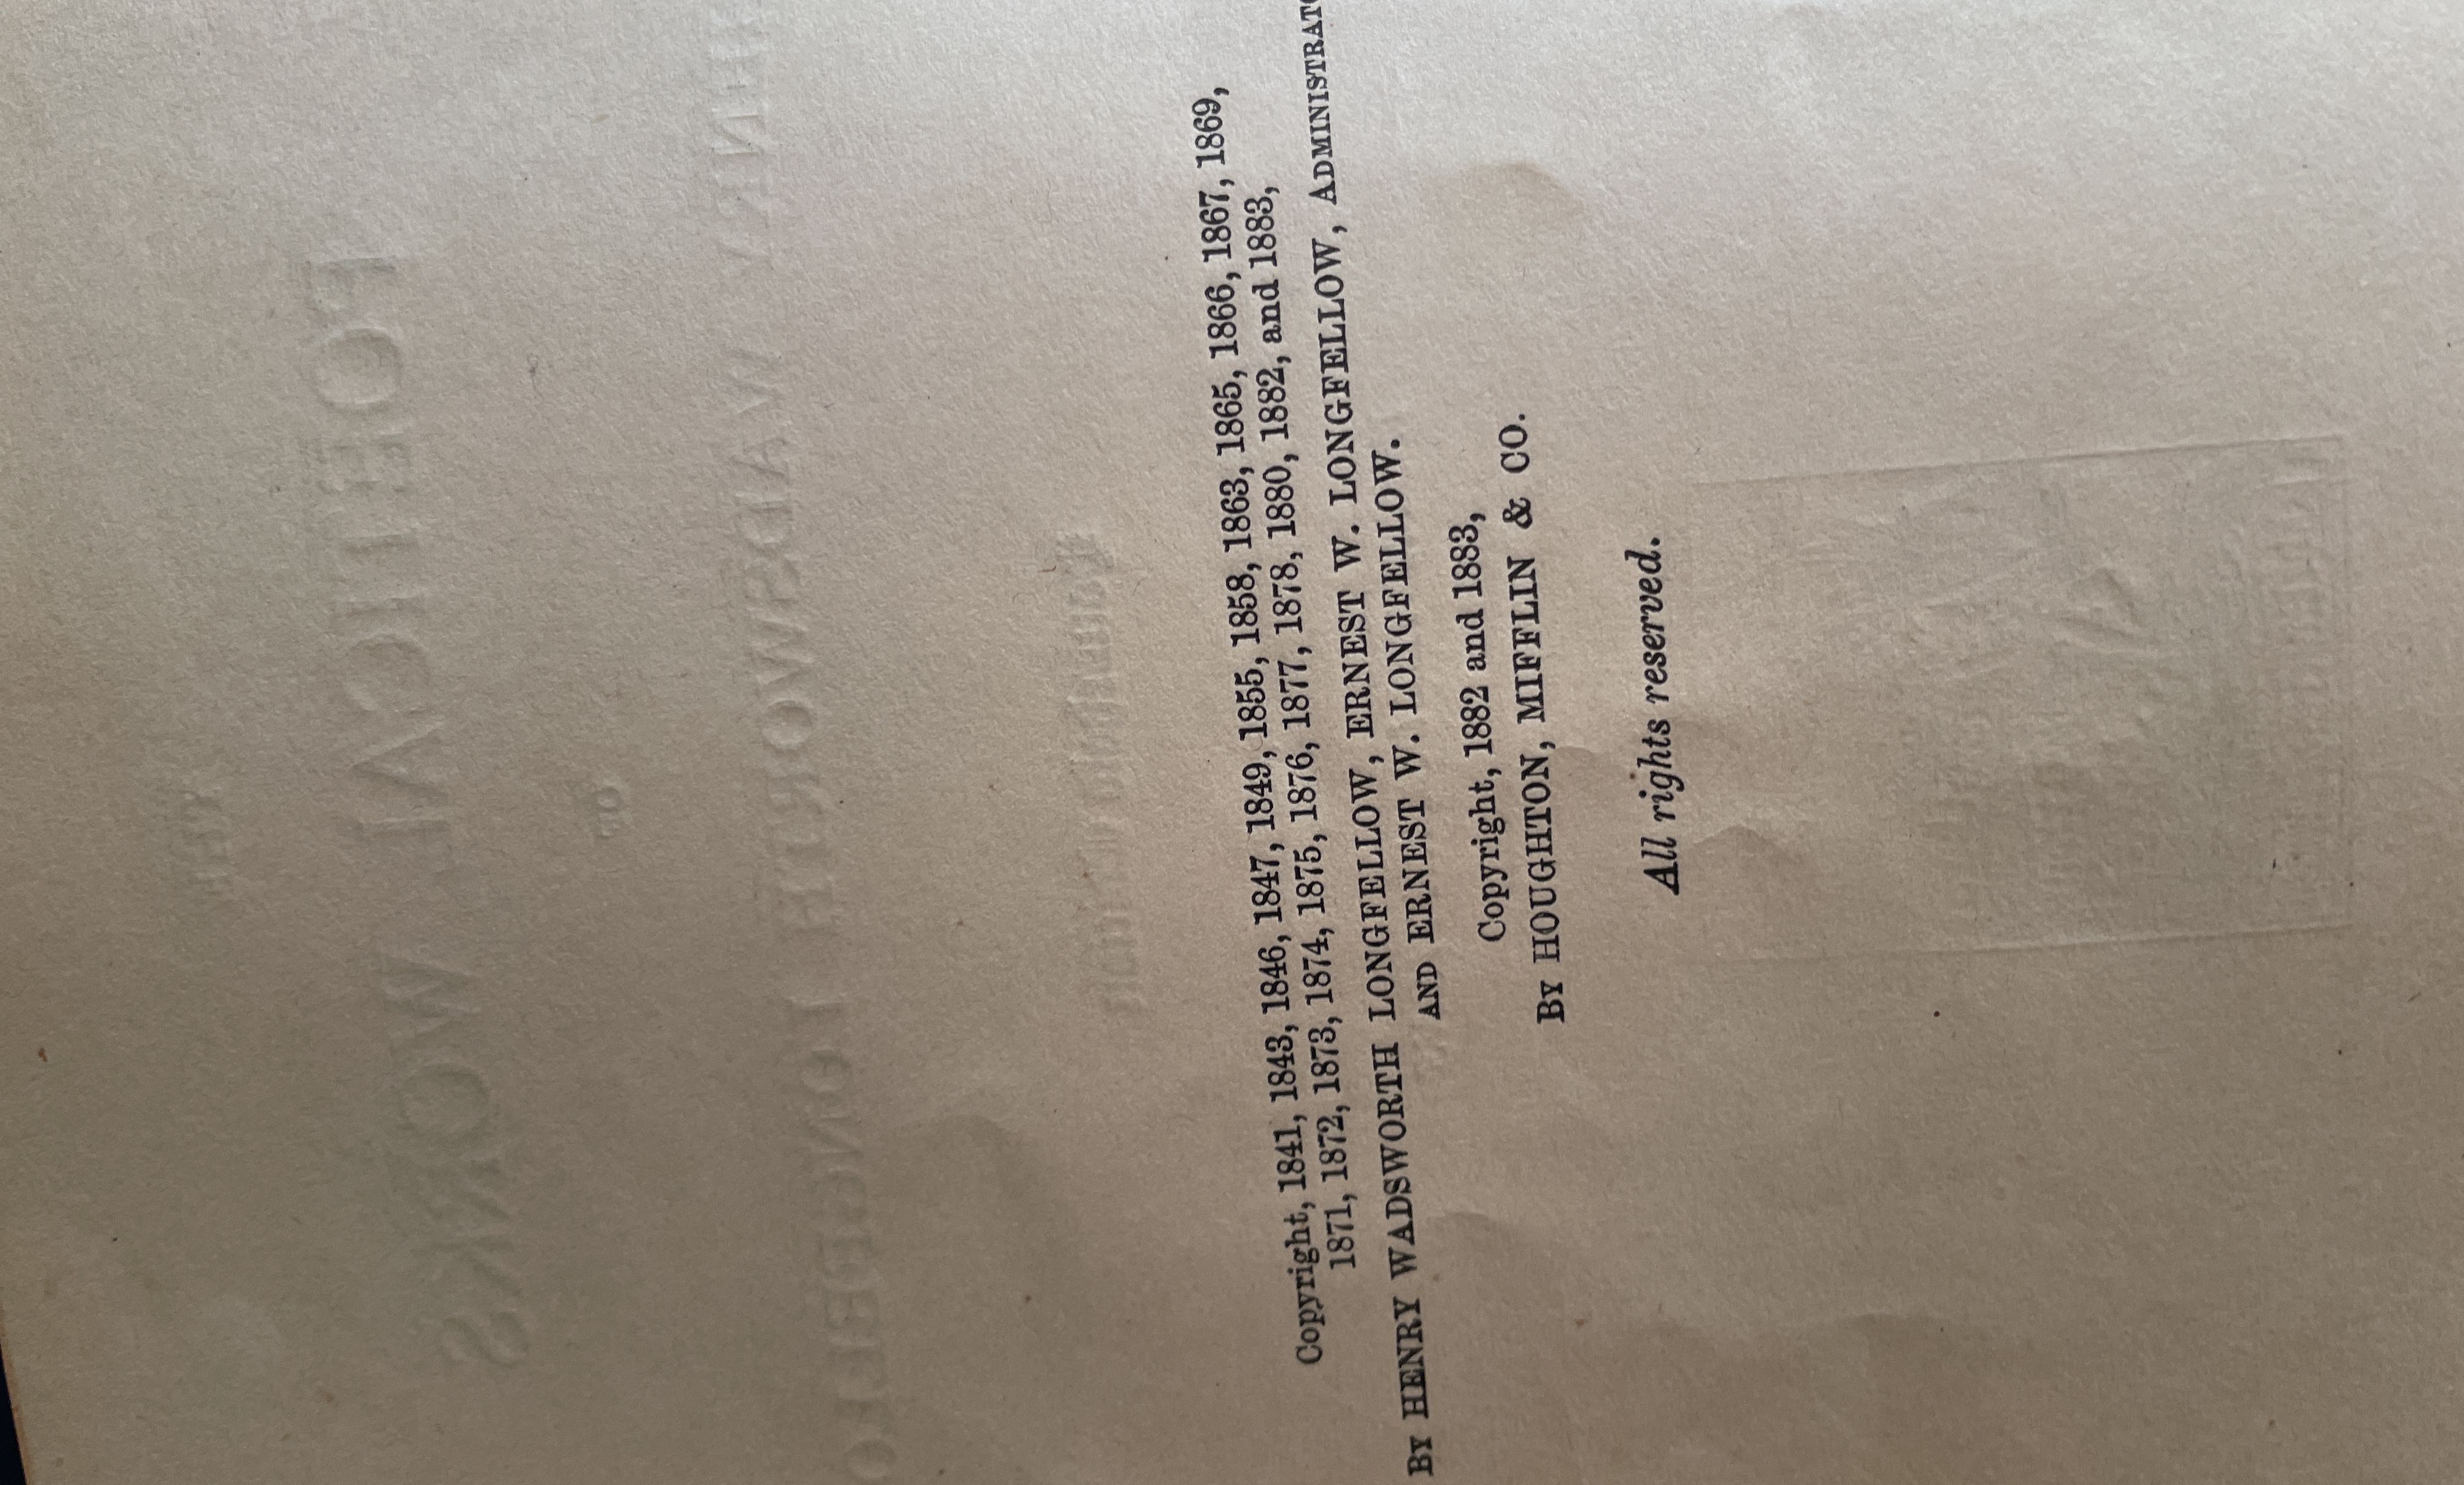 Copyright, 1841, 1843, 1846, 1847, 1849, 1855, 1858, 1863, 1865, 1866, 1867, 1869,
1871, 1872, 1873, 1874, 1875, 1876, 1877, 1878, 1880, 1882, and 1883,
BY HENRY WADSWORTH LONGFELLOW, ERNEST W. LONGFELLOW, ADMINISTRAT
AND ERNEST W. LONGFELLOW.
Copyright, 1882 and 1883,
BY HOUGHTON, MIFFLIN & CO.
All rights reserved.